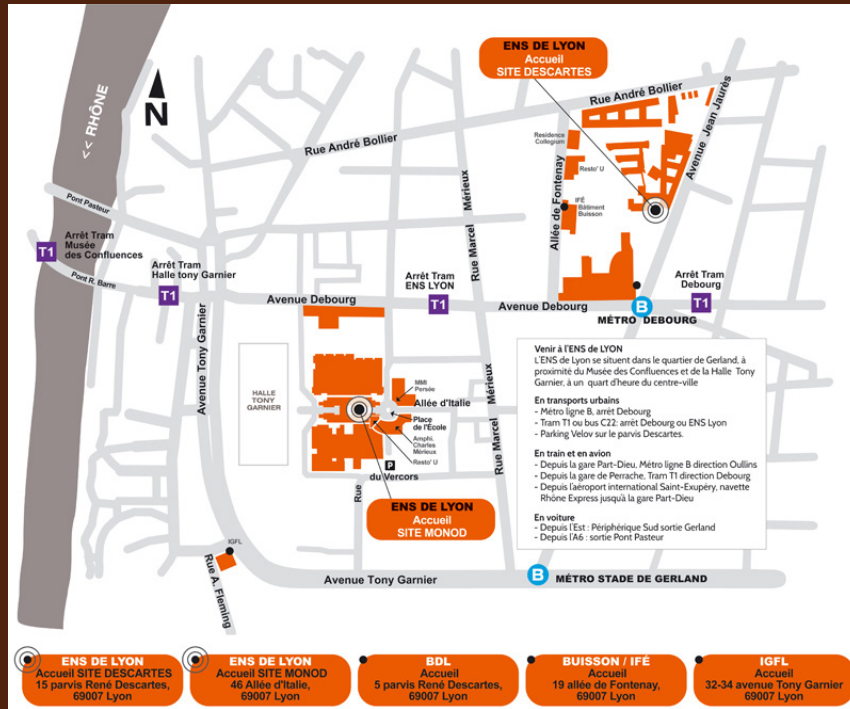 ENS DE LYON
Accueil
SITE DESCARTES
Rue André Bollier
Avenue Jean Jaurès
<< RHÔNE
N
Rue André Bollier
Residence
Collegium
Resto' U
Allée de Fontenay
IFÉ
Bâtiment
Buisson
Pont Pasteur
Rue Marcel Mérieux
Arrêt Tram
Musée
des Confluences
T1
Arrêt Tram
Halle tony Garnier
T1
Arrêt Tram
ENS LYON
T1
Arrêt Tram
Debourg
T1
Pont R. Barre
Avenue Debourg
Avenue Debourg
B
MÉTRO DEBOURG
Avenue Tony Garnier
HALLE
TONY
GARNIER
MMI
Persée
Allée d'Italie
Place
de l'École
Amphi.
Charles
Mérieux
Resto' U
P
Rue du Vercors
Rue Marcel Mérieux
ENS DE LYON
Accueil
SITE MONOD
Venir à l'ENS de LYON
L'ENS de Lyon se situent dans le quartier de Gerland, à
proximité du Musée des Confluences et de la Halle Tony
Garnier, à un quart d'heure du centre-ville
En transports urbains
- Métro ligne B, arrêt Debourg
- Tram T1 ou bus C22: arrêt Debourg ou ENS Lyon
- Parking Velov sur le parvis Descartes.
En train et en avion
- Depuis la gare Part-Dieu, Métro ligne B direction Oullins
- Depuis la gare de Perrache, Tram T1 direction Debourg
- Depuis l'aéroport international Saint-Exupéry, navette
Rhône Express jusqu'à la gare Part-Dieu
En voiture
- Depuis l'Est : Périphérique Sud sortie Gerland
- Depuis l'A6 : sortie Pont Pasteur
IGFL
Rue A. Fleming
Avenue Tony Garnier
B
MÉTRO STADE DE GERLAND
ENS DE LYON
Accueil SITE DESCARTES
15 parvis René Descartes,
69007 Lyon
ENS DE LYON
Accueil SITE MONOD
46 Allée d'Italie,
69007 Lyon
BDL
Accueil
5 parvis René Descartes,
69007 Lyon
BUISSON / IFÉ
Accueil
19 allée de Fontenay,
69007 Lyon
IGFL
Accueil
32-34 avenue Tony Garnier
69007 Lyon